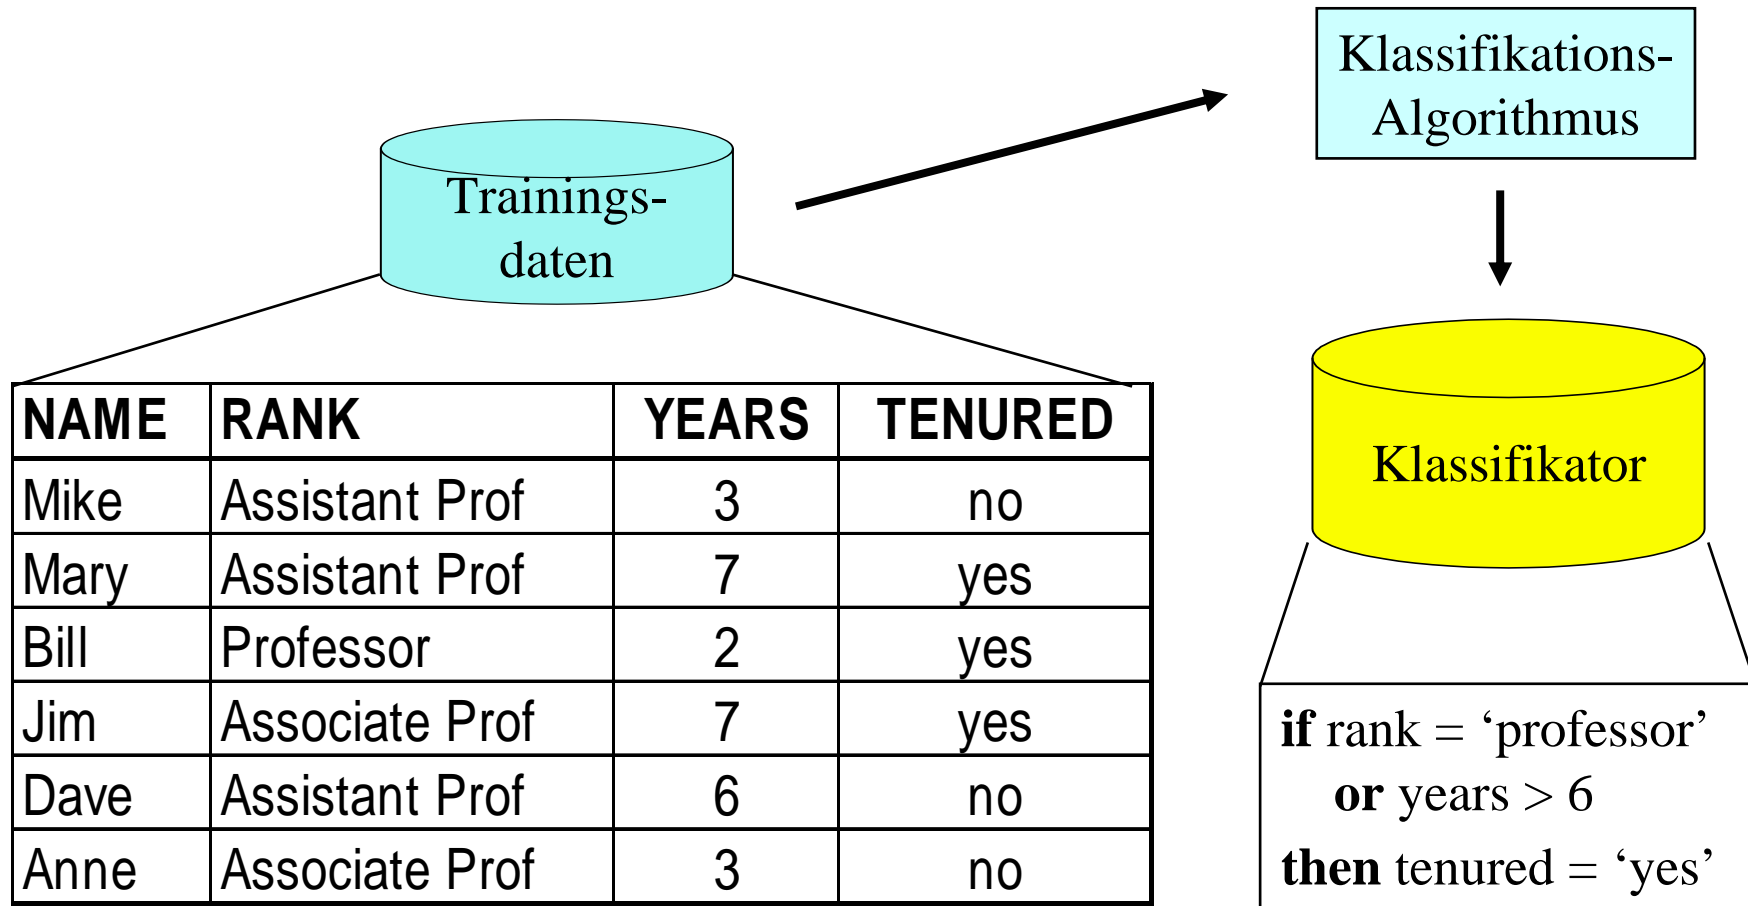 Klassifikations-
Algorithmus
Trainings-
daten
NAME RANK YEARS TENURED
Mike Assistant Prof 3 no
Mary Assistant Prof 7 yes
Bill Professor 2 yes
Jim Associate Prof 7 yes
Dave Assistant Prof 6 no
Anne Associate Prof 3 no
Klassifikator
if rank = ‘professor’
or years > 6
then tenured = ‘yes’